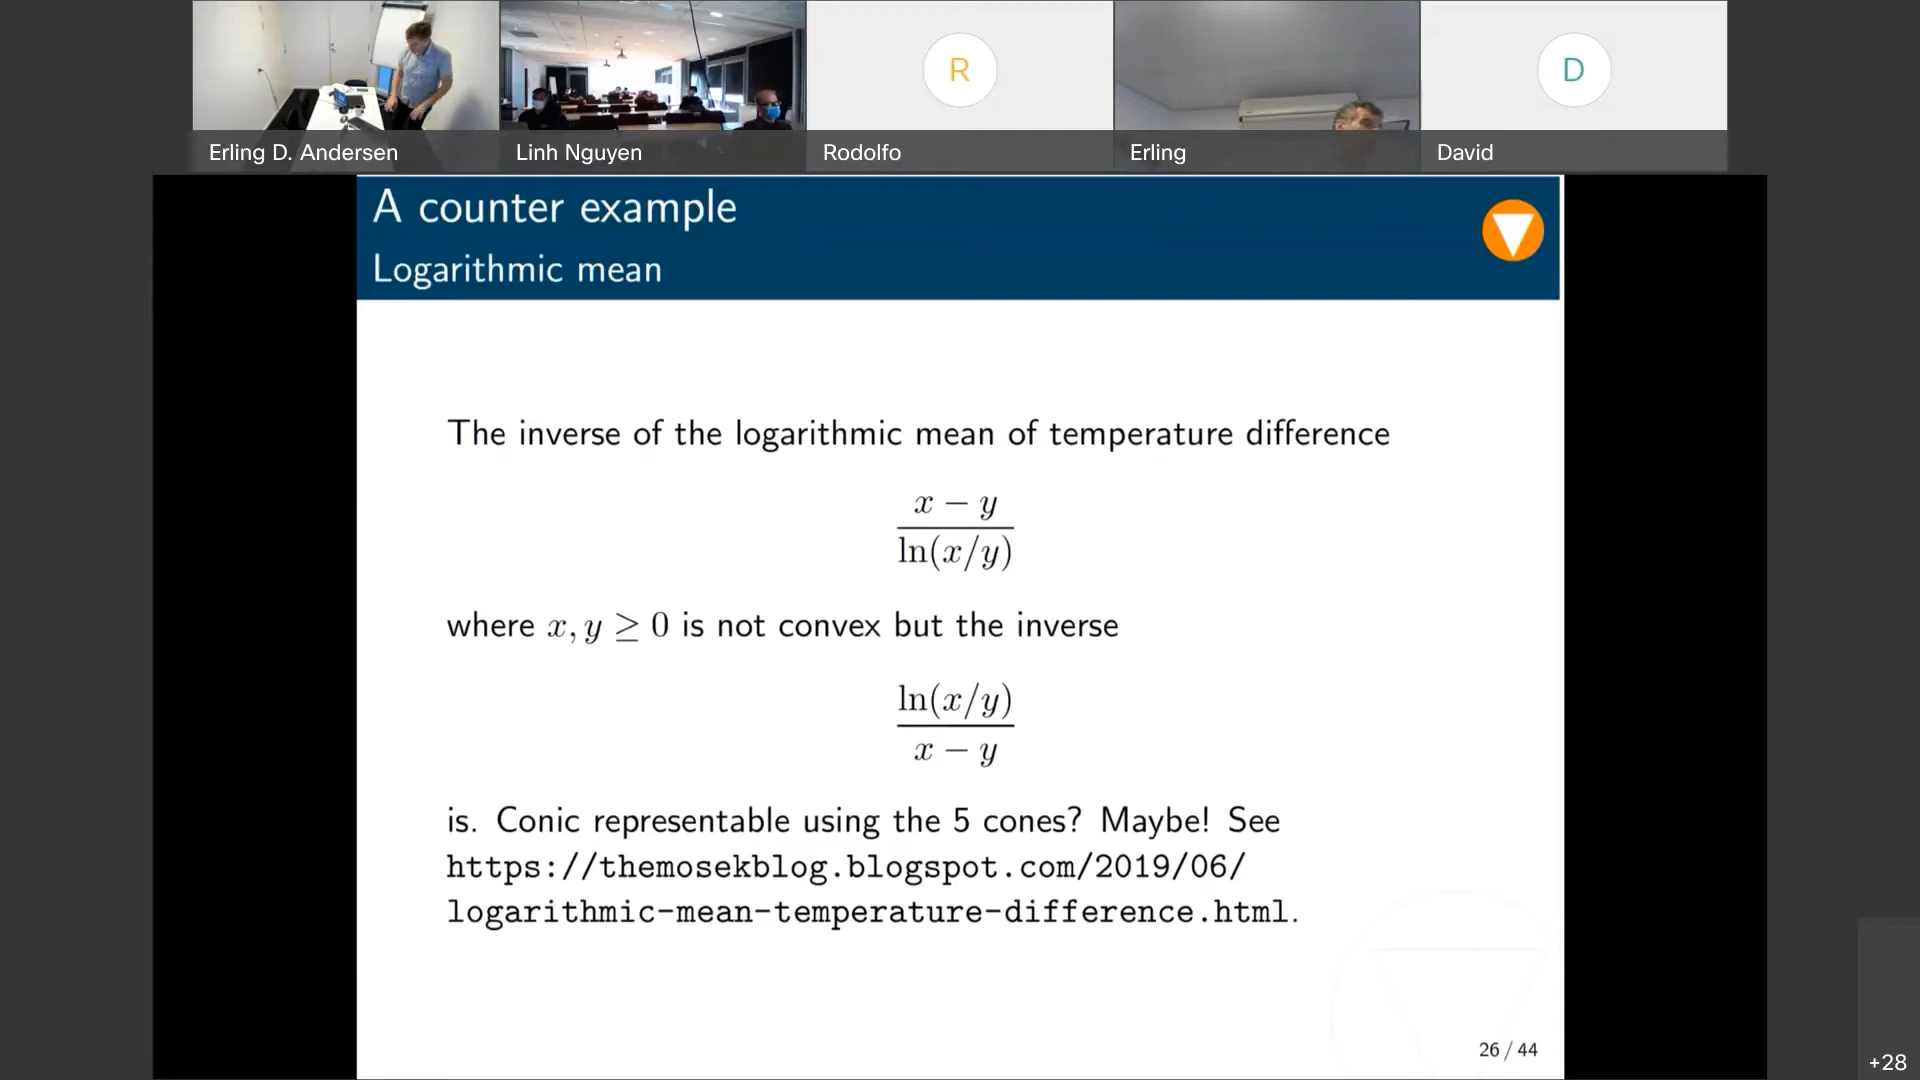 Erling D. Andersen
Linh Nguyen
R
Rodolfo
Erling
D
David
A counter example
Logarithmic mean
The inverse of the logarithmic mean of temperature difference
x − y
ln(x/y)
where x, y ≥ 0 is not convex but the inverse
ln(x/y)
x − y
is. Conic representable using the 5 cones? Maybe! See
https://themosekblog.blogspot.com/2019/06/
logarithmic-mean-temperature-difference.html.
26 / 44
+28